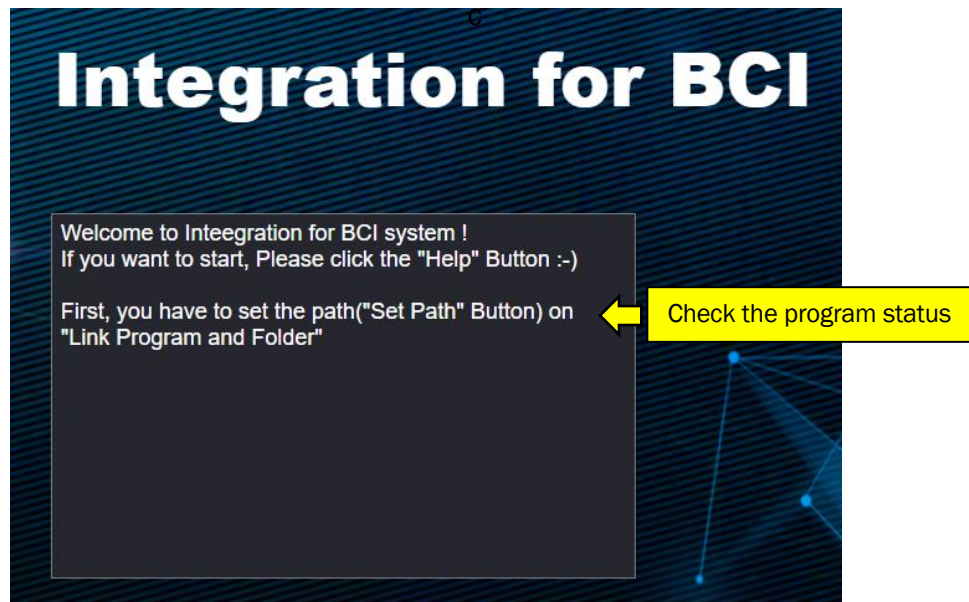 c
Integration for BCI
Welcome to Inteegration for BCI system !
If you want to start, Please click the "Help" Button :-)
First, you have to set the path("Set Path" Button) on
"Link Program and Folder"
Check the program status